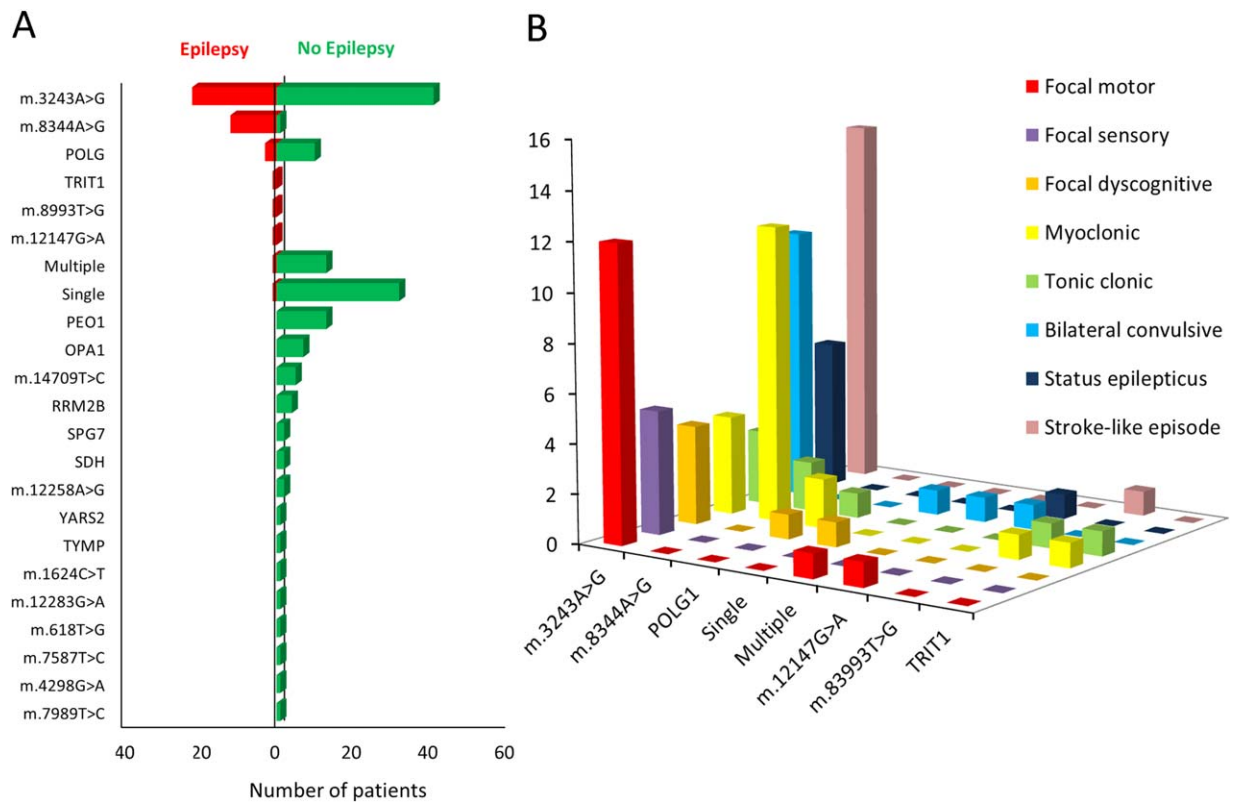 A
Epilepsy No Epilepsy
m.3243A>G
m.8344A>G
POLG
TRIT1
m.8993T>G
m.12147G>A
Multiple
Single
PEO1
OPA1
m.14709T>C
RRM2B
SPG7
SDH
m.12258A>G
YARS2
TYMP
m.1624C>T
m.12283G>A
m.618T>G
m.7587T>C
m.4298G>A
m.7989T>C
40 20 0 20 40 60
Number of patients
B
16
14
12
10
8
6
4
2
0
m.3243A>G
m.8344A>G
POLG1
Single
Multiple
m.12147G>A
m.83993T>G
TRIT1
Focal motor
Focal sensory
Focal dyscognitive
Myoclonic
Tonic clonic
Bilateral convulsive
Status epilepticus
Stroke-like episode